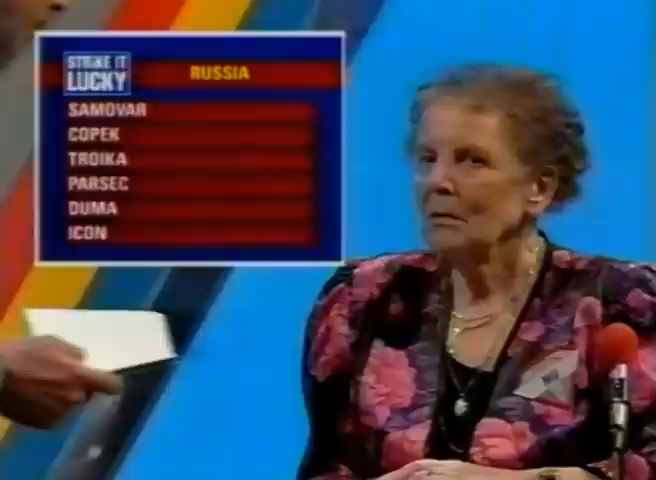 STRIKE IT
LUCKY
RUSSIA
SAMOVAR
COPEK
TROIKA
PARSEC
DUMA
ICON